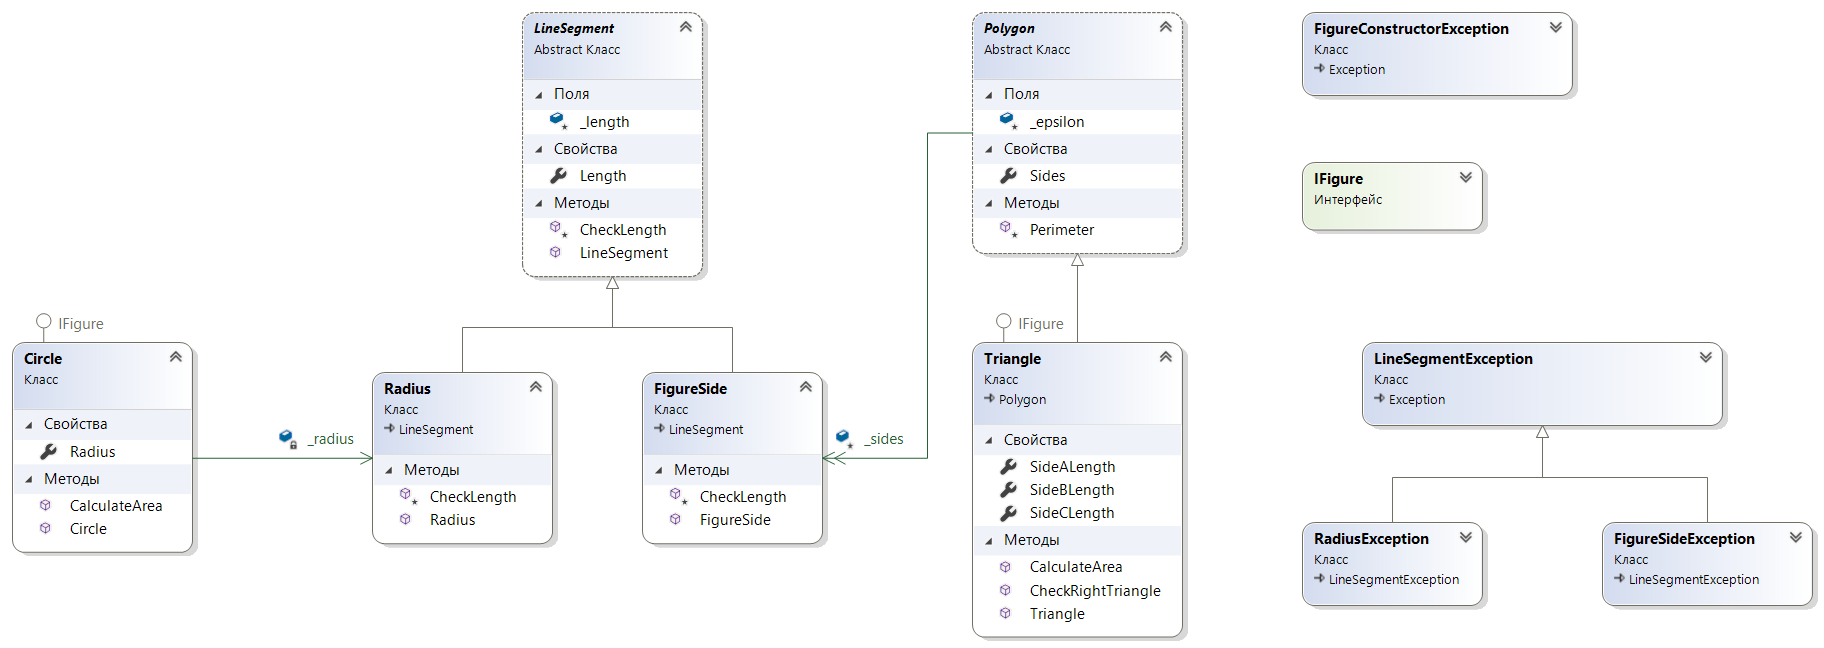 LineSegment
Abstract Класс
Поля
_length
Свойства
Length
Методы
CheckLength
LineSegment
Polygon
Abstract Класс
Поля
_epsilon
Свойства
Sides
Методы
Perimeter
FigureConstructorException
Класс
Exception
IFigure
Интерфейс
IFigure
Circle
Класс
Свойства
Radius
Методы
CalculateArea
Circle
_radius
Radius
Класс
LineSegment
Методы
CheckLength
Radius
FigureSide
Класс
LineSegment
Методы
CheckLength
FigureSide
_sides
IFigure
Triangle
Класс
Polygon
Свойства
SideALength
SideBLength
SideCLength
Методы
CalculateArea
CheckRightTriangle
Triangle
LineSegmentException
Класс
Exception
RadiusException
Класс
LineSegmentException
FigureSideException
Класс
LineSegmentException